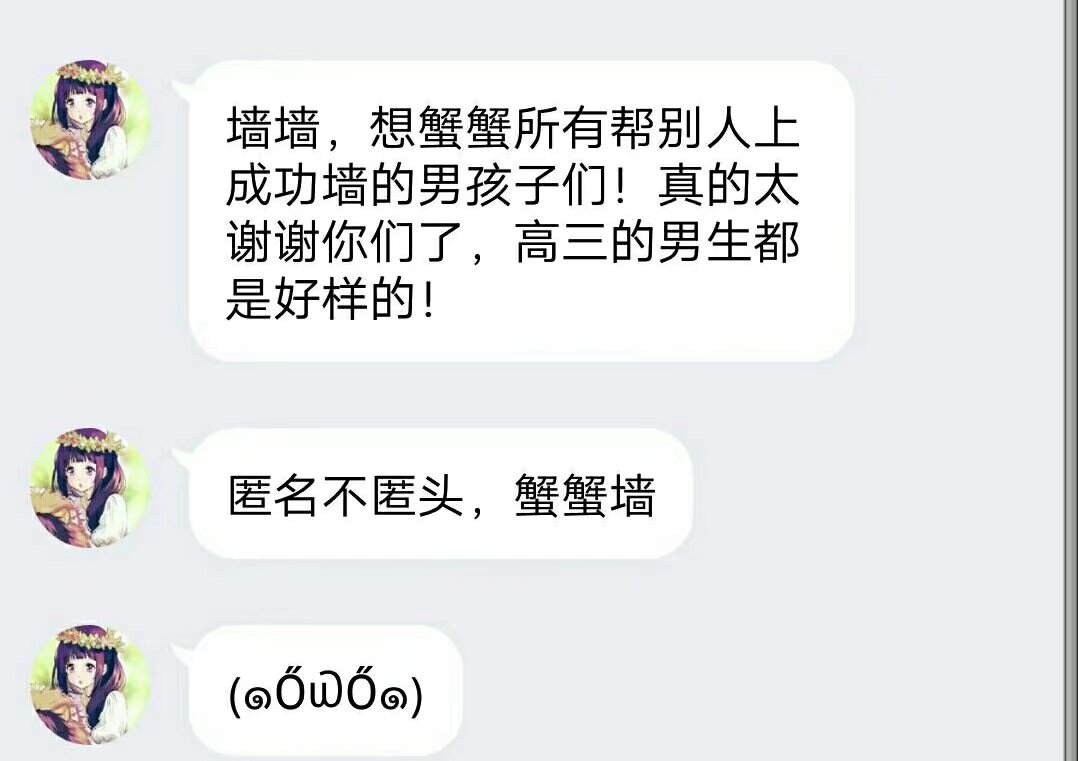 墙墙，想蟹蟹所有帮别人上
成功墙的男孩子们！真的太
谢谢你们了，高三的男生都
是好样的！
匿名不匿头，蟹蟹墙
(๑Őௐ Ő๑)